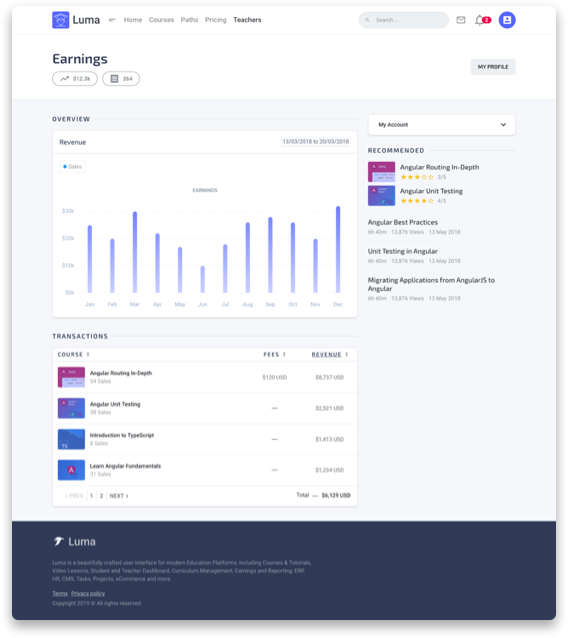 Luma
Home Courses Paths Pricing Teachers
Search ...
2
Earnings
$12.3k 264
MY PROFILE
OVERVIEW
Revenue
13/03/2018 to 20/03/2018
Sales
EARNINGS
$30k
$20k
$10k
$0k
Jan Feb Mar Apr May Jun Jul Aug Sep Oct Nov Dec
My Account
RECOMMENDED
Angular Routing In-Depth
3/5
Angular Unit Testing
4/5
Angular Best Practices
6h 40m 13,876 Views 13 May 2018
Unit Testing in Angular
6h 40m 13,876 Views 13 May 2018
Migrating Applications from AngularJS to
Angular
6h 40m 13,876 Views 13 May 2018
TRANSACTIONS
COURSE FEES REVENUE
Angular Routing In-Depth
34 Sales
$120 USD $8,737 USD
Angular Unit Testing
38 Sales
— $2,521 USD
TS
Introduction to TypeScript
6 Sales
— $1,413 USD
A
Learn Angular Fundamentals
31 Sales
— $1,234 USD
‹ PREV 1 2 NEXT ›
Total — $6,129 USD
Luma
Luma is a beautifully crafted user interface for modern Education Platforms, including Courses & Tutorials,
Video Lessons, Student and Teacher Dashboard, Curriculum Management, Earnings and Reporting, ERP,
HR, CMS, Tasks, Projects, eCommerce and more.
Terms Privacy policy
Copyright 2019 © All rights reserved.